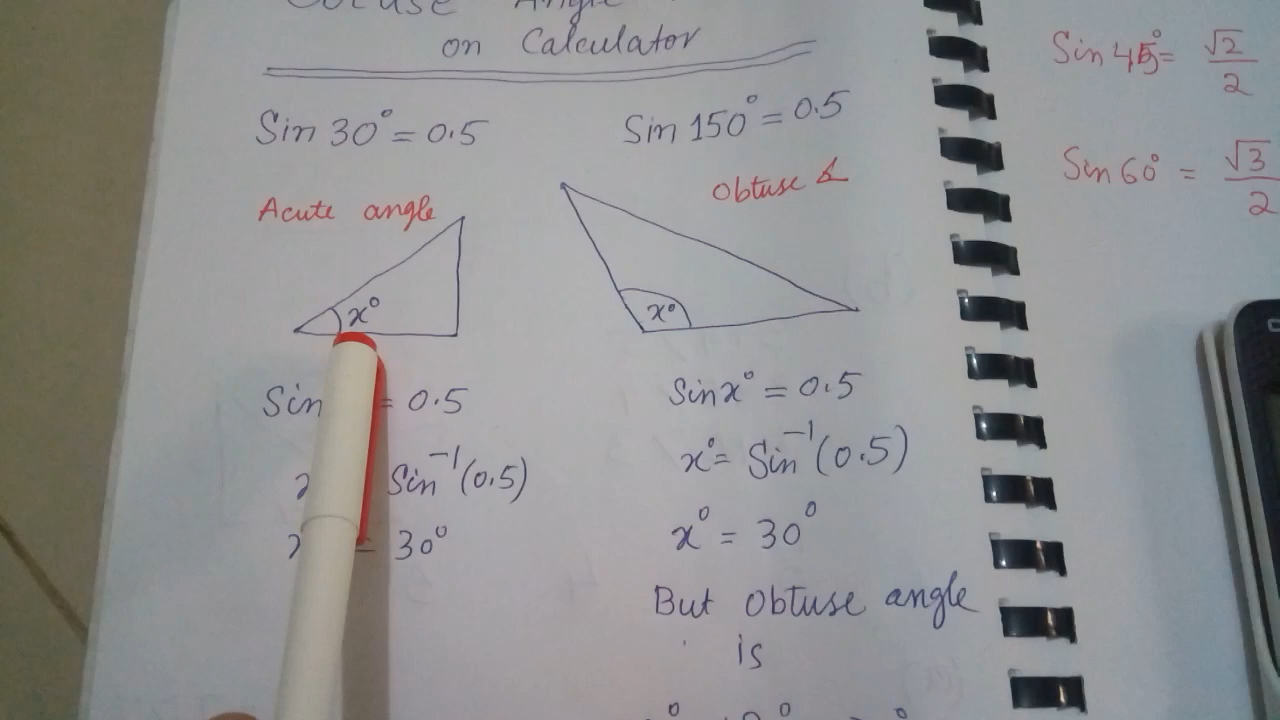 Obtuse Angle
on Calculator
Sin 30° = 0.5
Acute angle
x°
Sin = 0.5
Sin⁻¹(0.5)
= 30°
Sin 150° = 0.5
Obtuse
x°
Sin x° = 0.5
x° = Sin⁻¹(0.5)
x° = 30°
But obtuse angle
is
Sin 45° = √2/2
Sin 60° = √3/2